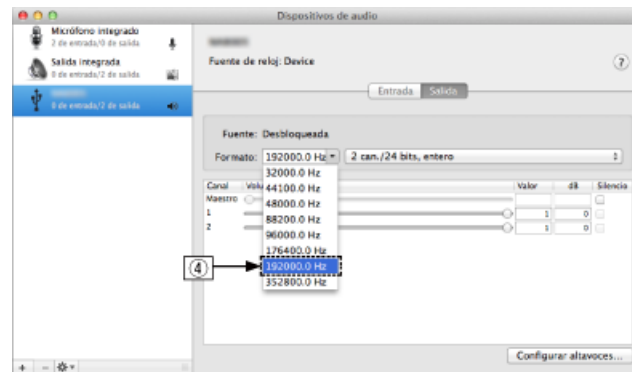 Dispositivos de audio
Micrófono integrado
2 de entrada/0 de salida
Salida integrada
0 de entrada/2 de salida
0 de entrada/2 de salida
Fuente de reloj: Device
?
Entrada Salida
Fuente: Desbloqueada
Formato: 192000.0 Hz 2 can./24 bits, entero
32000.0 Hz
44100.0 Hz
48000.0 Hz
88200.0 Hz
96000.0 Hz
176400.0 Hz
192000.0 Hz
352800.0 Hz
④
Canal Volu Valor dB Silencio
Maestro
1 1 0
2 1 0
Configurar altavoces...